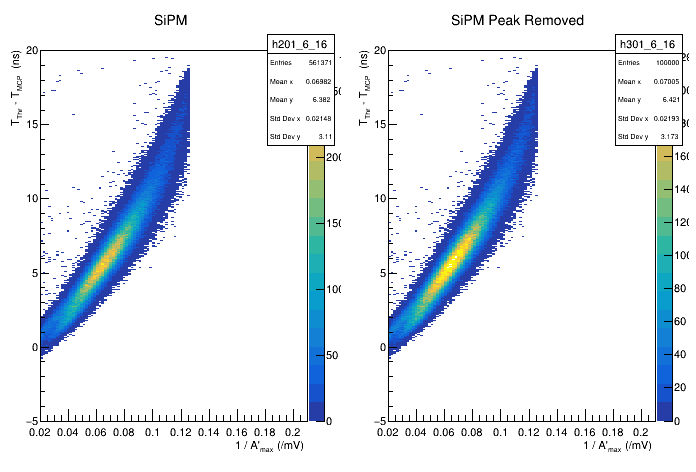 SiPM
h201_6_16
Entries 561371
Mean x 0.06982
Mean y 6.382
Std Dev x 0.02148
Std Dev y 3.11
T_Thr - T_MCP (ns)
20
15
10
5
0
−5
0.02 0.04 0.06 0.08 0.1 0.12 0.14 0.16 0.18 0.2
1 / A'_max (/mV)
200
150
100
50
0
SiPM Peak Removed
h301_6_16
Entries 100000
Mean x 0.07005
Mean y 6.421
Std Dev x 0.02193
Std Dev y 3.173
T_Thr - T_MCP (ns)
20
15
10
5
0
−5
0.02 0.04 0.06 0.08 0.1 0.12 0.14 0.16 0.18 0.2
1 / A'_max (/mV)
160
140
120
100
80
60
40
20
0